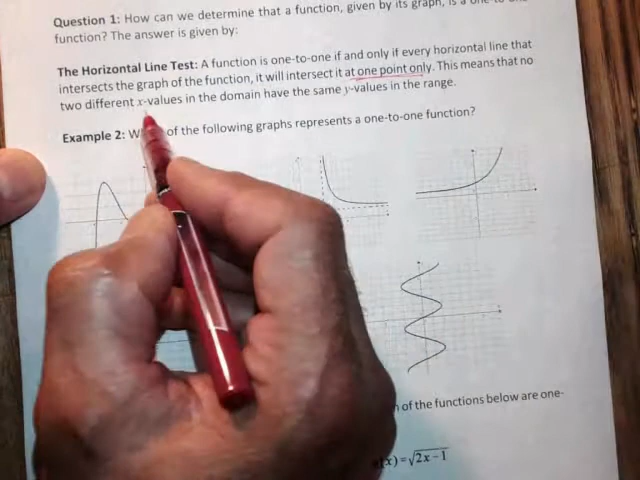 Question 1: How can we determine that a function, given by its graph, is a one-to-one
function? The answer is given by:
The Horizontal Line Test: A function is one-to-one if and only if every horizontal line that
intersects the graph of the function, it will intersect it at one point only. This means that no
two different x-values in the domain have the same y-values in the range.
Example 2: of the following graphs represents a one-to-one function?
of the functions below are one-
(x)=√2x-1